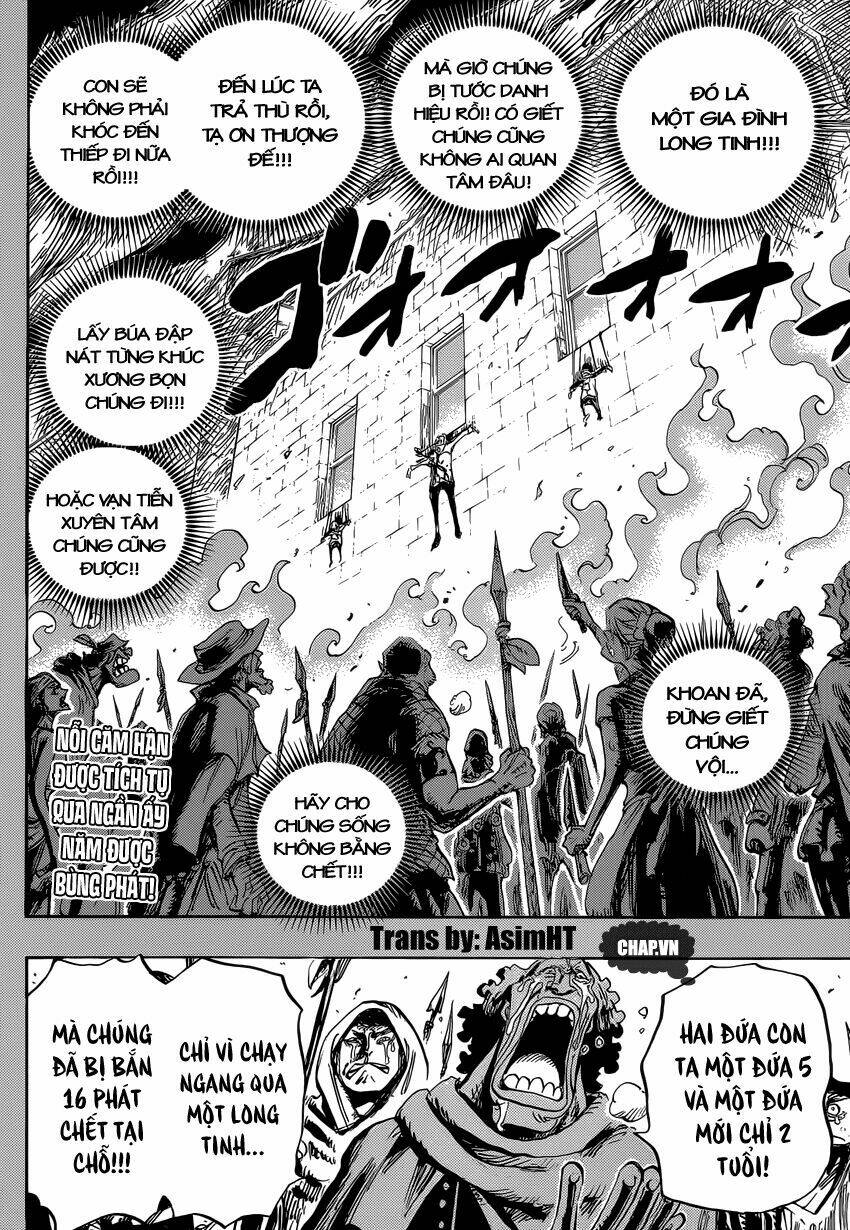 ĐÓ LÀ
MỘT GIA ĐÌNH
LONG TINH!!!
MÀ GIỜ CHÚNG
BỊ TƯỚC DANH
HIỆU RỒI! CÓ GIẾT
CHÚNG CŨNG
KHÔNG AI QUAN
TÂM ĐÂU!
ĐẾN LÚC TA
TRẢ THÙ RỒI,
TẠ ƠN THƯỢNG
ĐẾ!!!
CON SẼ
KHÔNG PHẢI
KHÓC ĐẾN
THIẾP ĐI NỮA
RỒI!!!
ゴオオオオ
LẤY BÚA ĐẬP
NÁT TỪNG KHÚC
XƯƠNG BỌN
CHÚNG ĐI!!!
HOẶC VẠN TIỄN
XUYÊN TÂM
CHÚNG CŨNG
ĐƯỢC!!
KHOAN ĐÃ,
ĐỪNG GIẾT
CHÚNG
VỘI...
HÃY CHO
CHÚNG SỐNG
KHÔNG BẰNG
CHẾT!!!
NỖI CĂM HẬN
ĐƯỢC TÍCH TỤ
QUA NGẦN ẤY
NĂM ĐƯỢC
BÙNG PHÁT!
Trans by: AsimHT
CHAP.VN
HAI ĐỨA CON
TA MỘT ĐỨA 5
VÀ MỘT ĐỨA
MỚI CHỈ 2
TUỔI!
CHỈ VÌ CHẠY
NGANG QUA
MỘT LONG
TINH...
MÀ CHÚNG
ĐÃ BỊ BẮN
16 PHÁT
CHẾT TẠI
CHỖ!!!